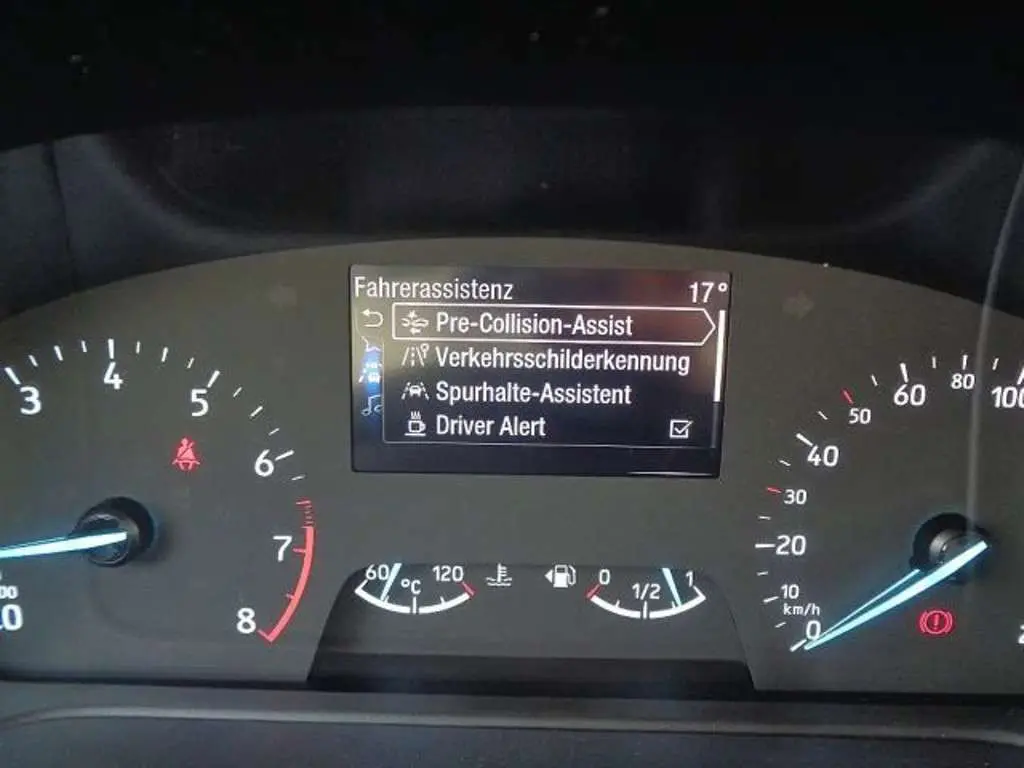 Fahrerassistenz 17°
Pre-Collision-Assist
Verkehrsschilderkennung
Spurhalte-Assistent
Driver Alert
3
4
5
6
7
8
60 °C 120
0 1/2 1
0
10
km/h
20
30
40
50
60
80
100